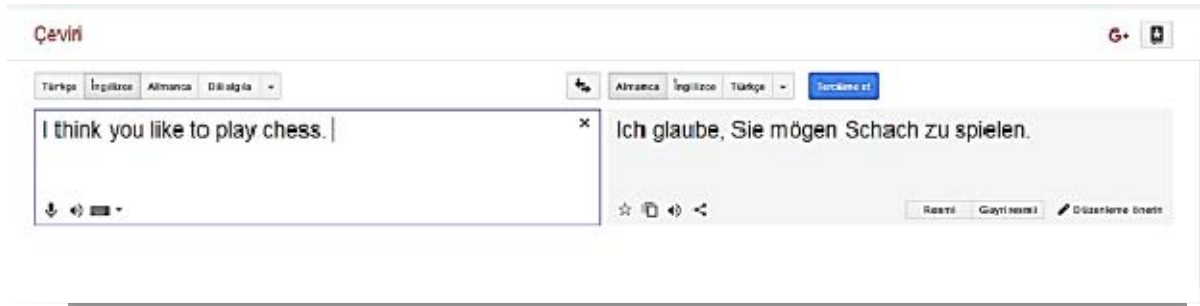 Çeviri
G+
Türkçe İngilizce Almanca Dili algıla
Almanca İngilizce Türkçe Tercüme et
I think you like to play chess.
Ich glaube, Sie mögen Schach zu spielen.
Resmi Gayri resmi Düzenleme önerin